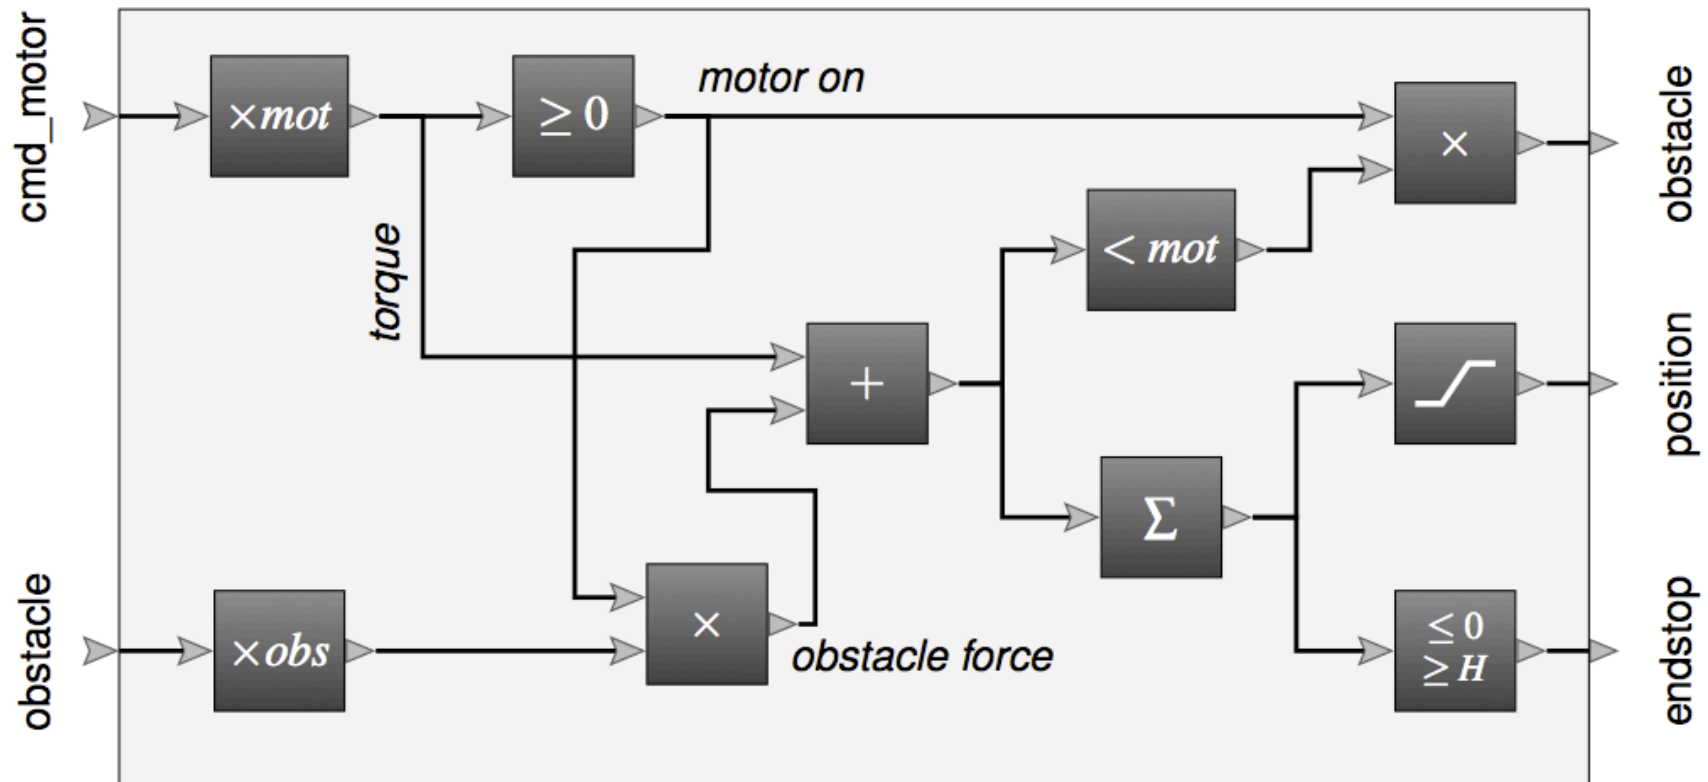 cmd_motor
×mot
≥ 0
motor on
×
obstacle
torque
< mot
+
position
Σ
obstacle
×obs
×
obstacle force
≤ 0
≥ H
endstop